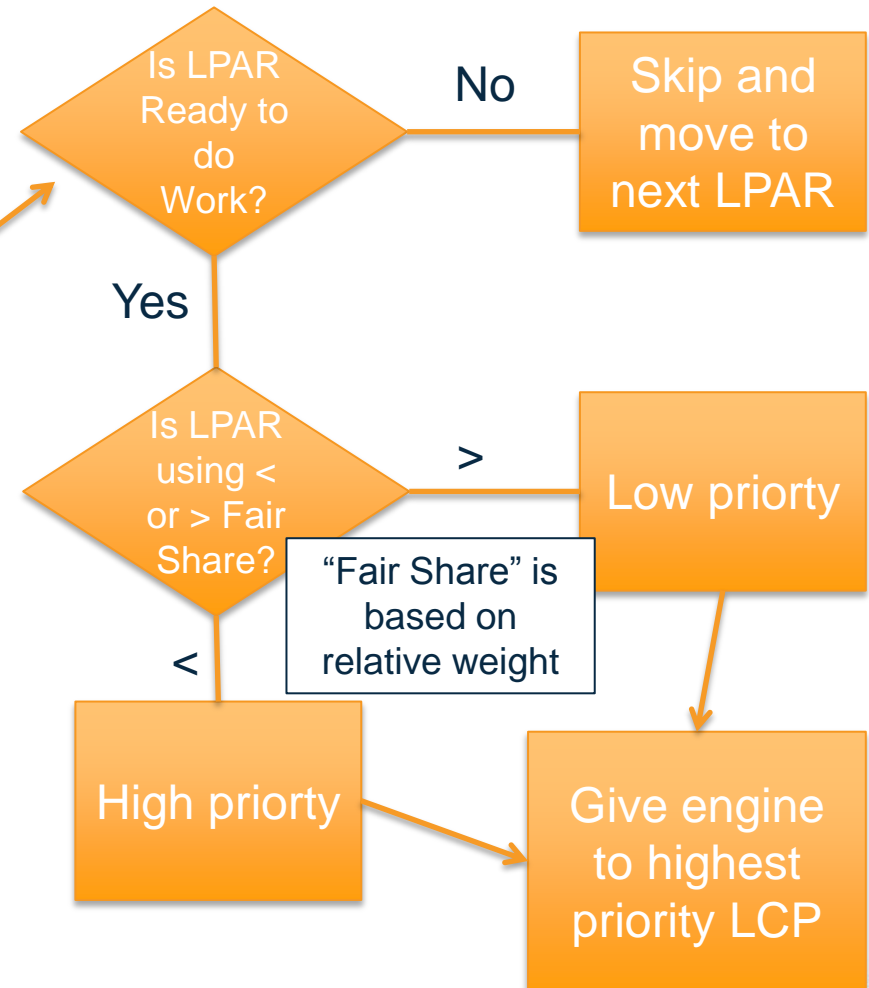 Is LPAR
Ready to
do
Work?
No
Skip and
move to
next LPAR
Yes
Is LPAR
using <
or > Fair
Share?
>
Low priorty
"Fair Share" is
based on
relative weight
<
High priorty
Give engine
to highest
priority LCP